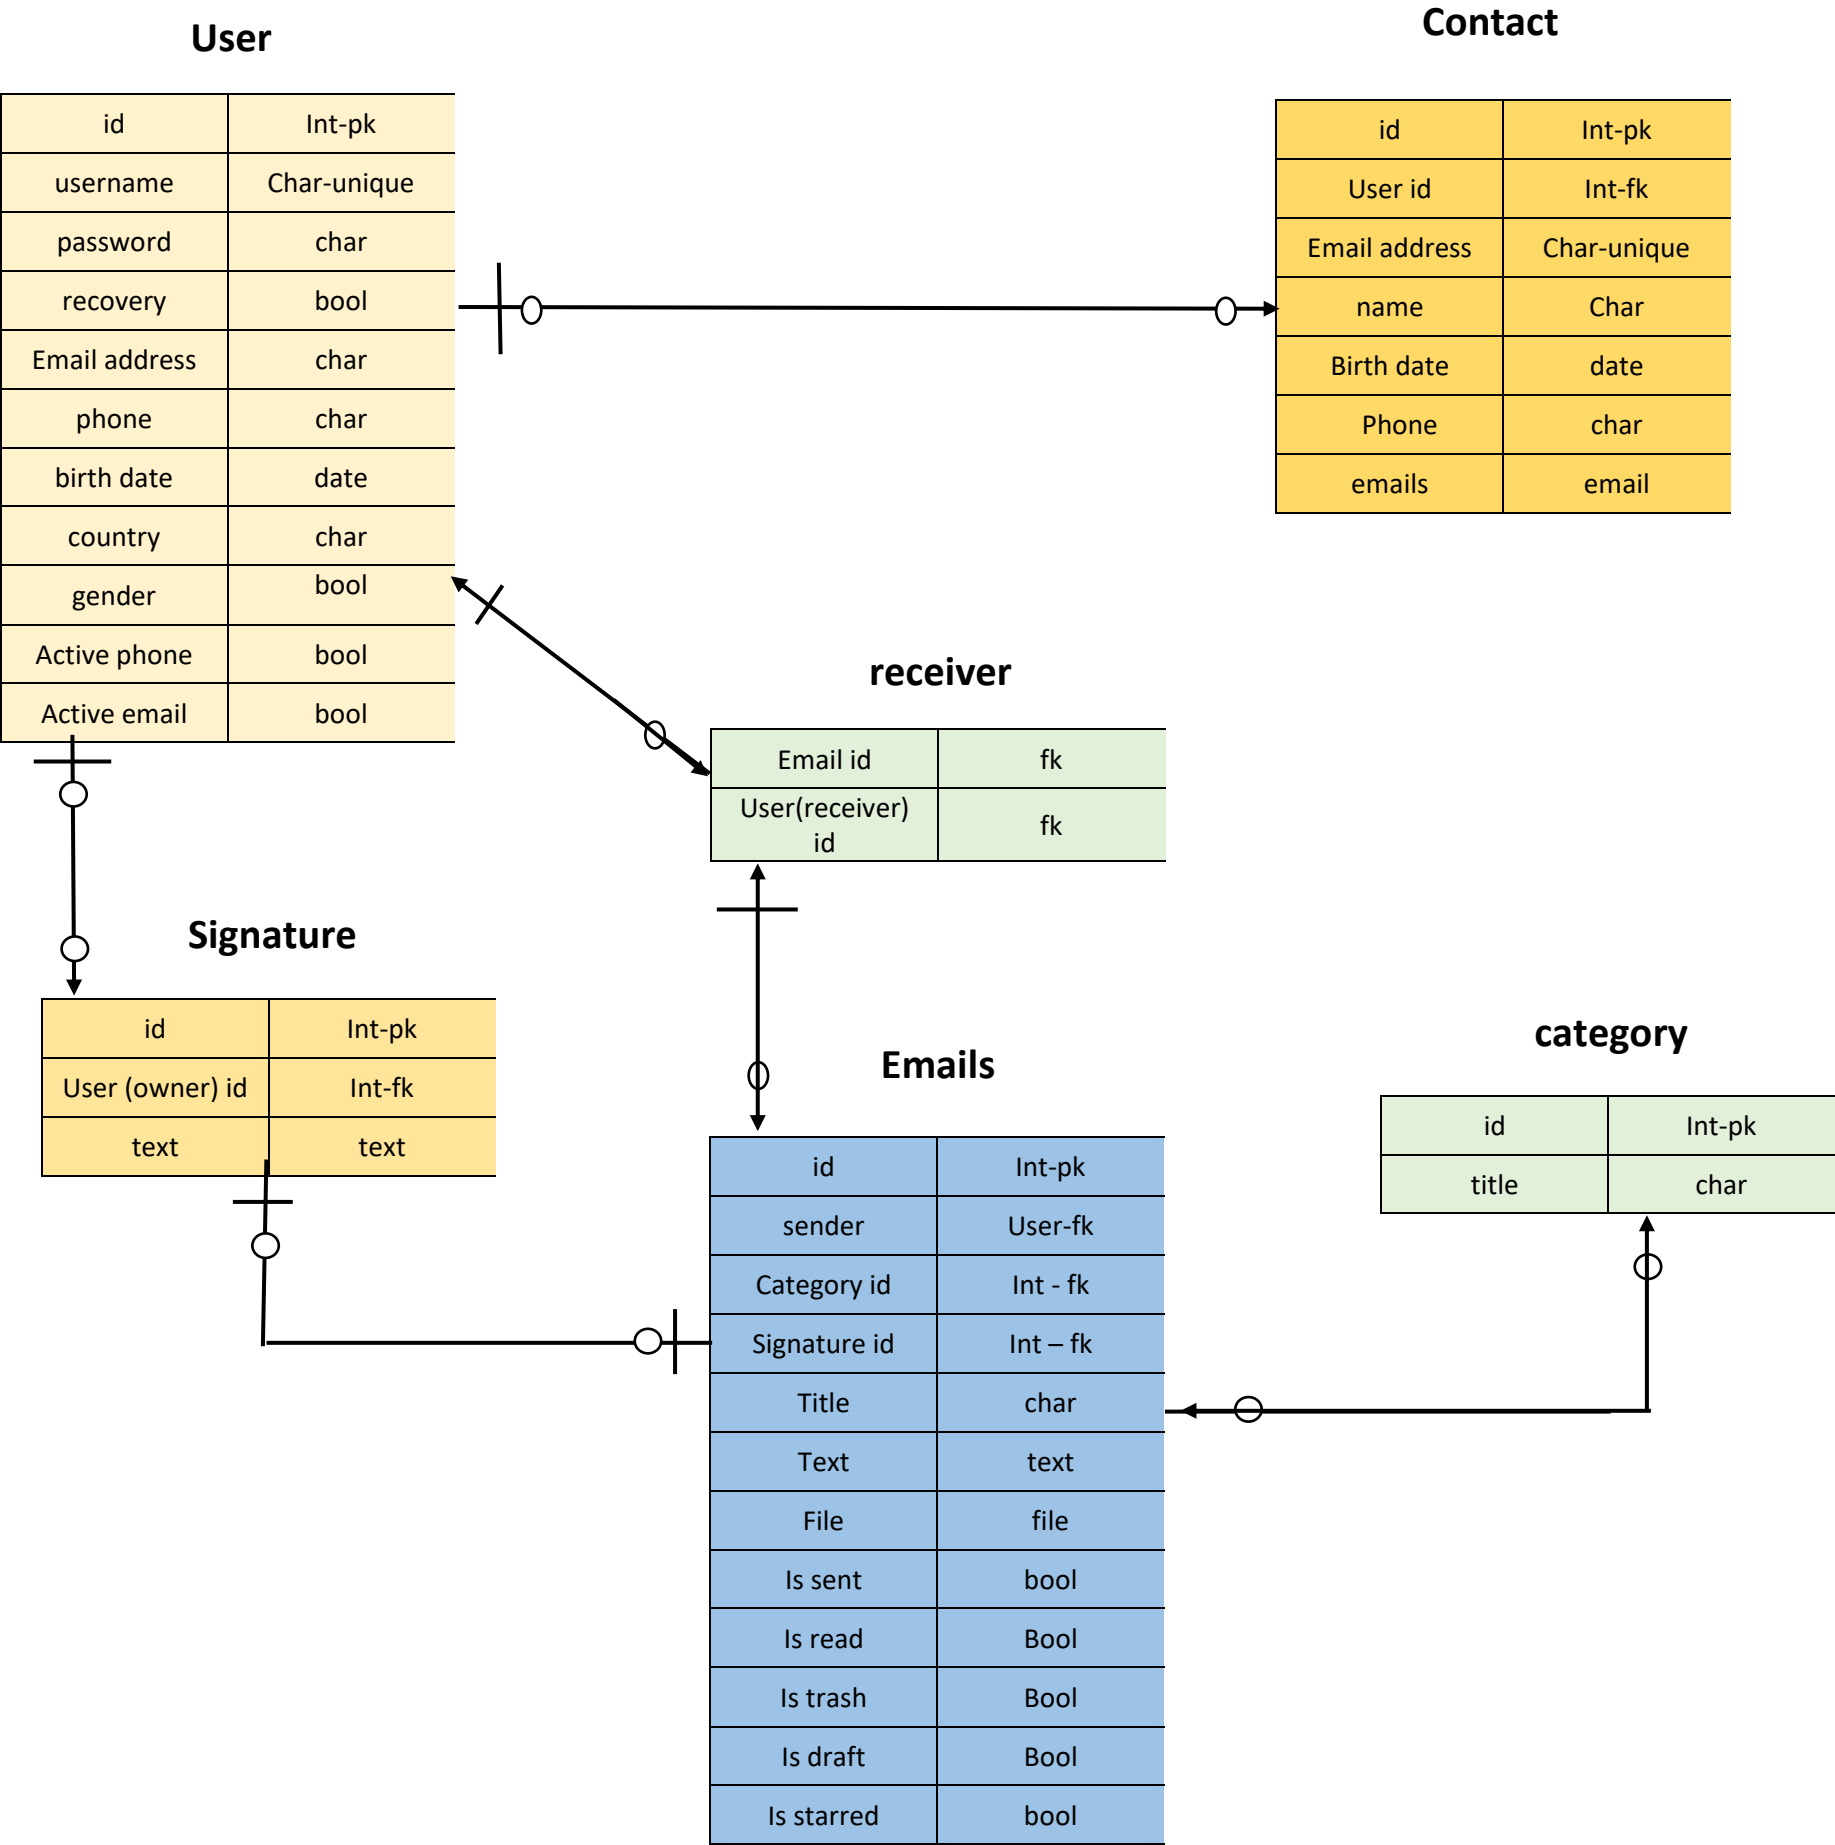 User
id Int-pk
username Char-unique
password char
recovery bool
Email address char
phone char
birth date date
country char
gender bool
Active phone bool
Active email bool
Contact
id Int-pk
User id Int-fk
Email address Char-unique
name Char
Birth date date
Phone char
emails email
receiver
Email id fk
User(receiver)
id fk
Signature
id Int-pk
User (owner) id Int-fk
text text
Emails
id Int-pk
sender User-fk
Category id Int - fk
Signature id Int – fk
Title char
Text text
File file
Is sent bool
Is read Bool
Is trash Bool
Is draft Bool
Is starred bool
category
id Int-pk
title char